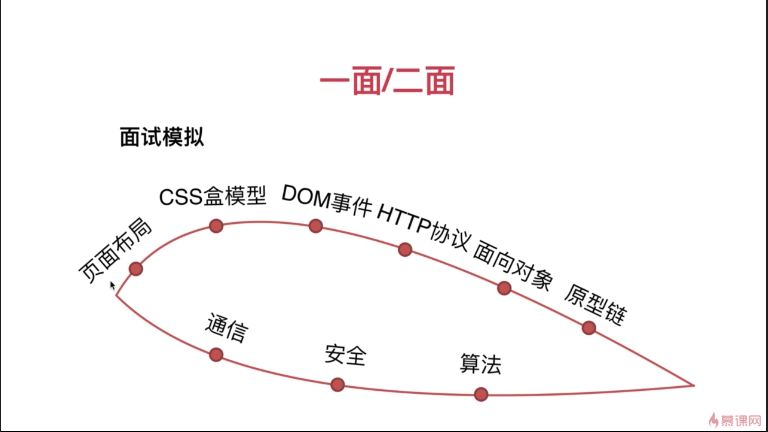 一面/二面
面试模拟
页面布局
CSS盒模型
DOM事件
HTTP协议
面向对象
原型链
通信
安全
算法
慕课网